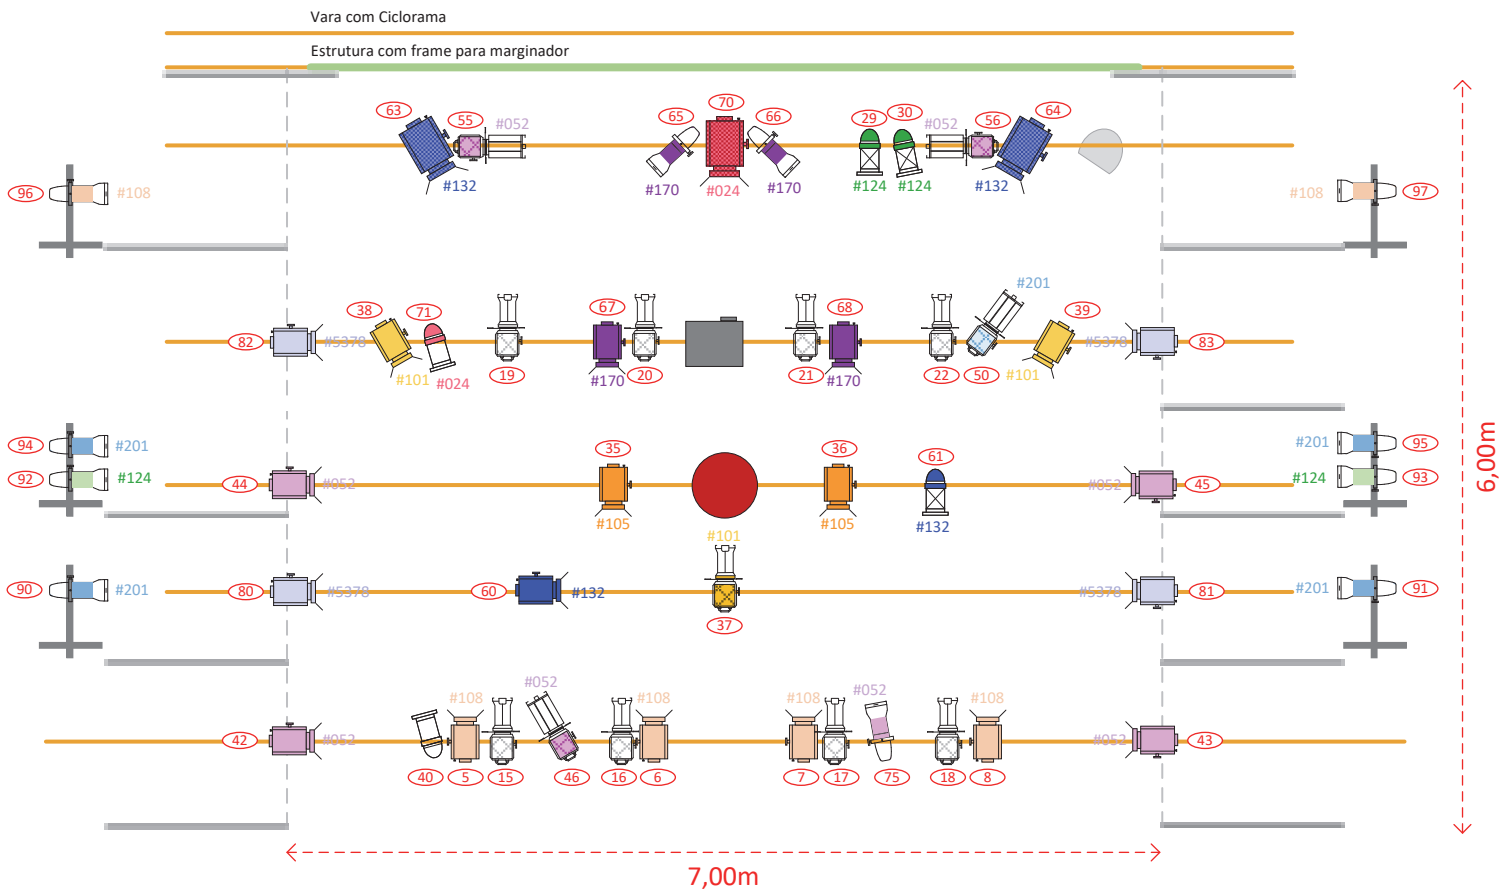 Vara com Ciclorama
Estrutura com frame para marginador
63 55 #052 65 70 66 29 30 #052 56 64
#132 #170 #024 #170 #124 #124 #132
96 #108 #108 97
#201
38 71 67 68 39
82 #5378 #5378 83
#101 #024 19 #170 20 21 #170 22 50 #101
94 #201 #201 95
92 #124 #124 93
35 36 61
44 #052 #052 45
#105 #105 #132
#101
90 #201 80 #5378 60 #132 #5378 81 #201 91
37
6,00m
#108 #052 #108 #108 #052 #108
42 #052 #052 43
40 5 15 46 16 6 7 17 75 18 8
7,00m